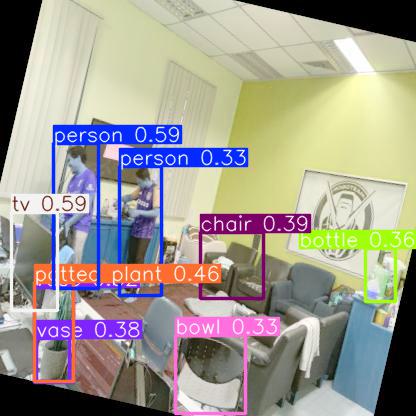 person 0.59
person 0.33
tv 0.59
chair 0.39
bottle 0.36
potted plant 0.46
vase 0.38
bowl 0.33